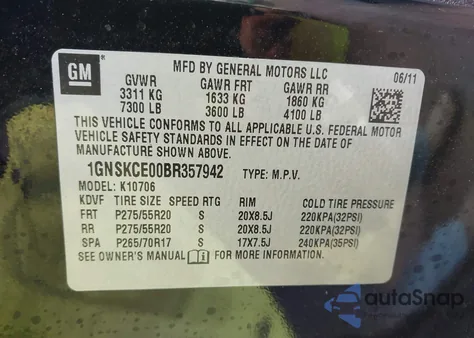 GM
MFD BY GENERAL MOTORS LLC 06/11
GVWR GAWR FRT GAWR RR
3311 KG 1633 KG 1860 KG
7300 LB 3600 LB 4100 LB
THIS VEHICLE CONFORMS TO ALL APPLICABLE U.S. FEDERAL MOTOR
VEHICLE SAFETY STANDARDS IN EFFECT ON THE DATE OF
MANUFACTURE SHOWN ABOVE.
1GNSKCE00BR357942 TYPE: M.P.V.
MODEL: K10706
KDVF TIRE SIZE SPEED RTG RIM COLD TIRE PRESSURE
FRT P275/55R20 S 20X8.5J 220KPA(32PSI)
RR P275/55R20 S 20X8.5J 220KPA(32PSI)
SPA P265/70R17 S 17X7.5J 240KPA(35PSI)
SEE OWNER'S MANUAL FOR MORE INFORMATION.
autoSnap